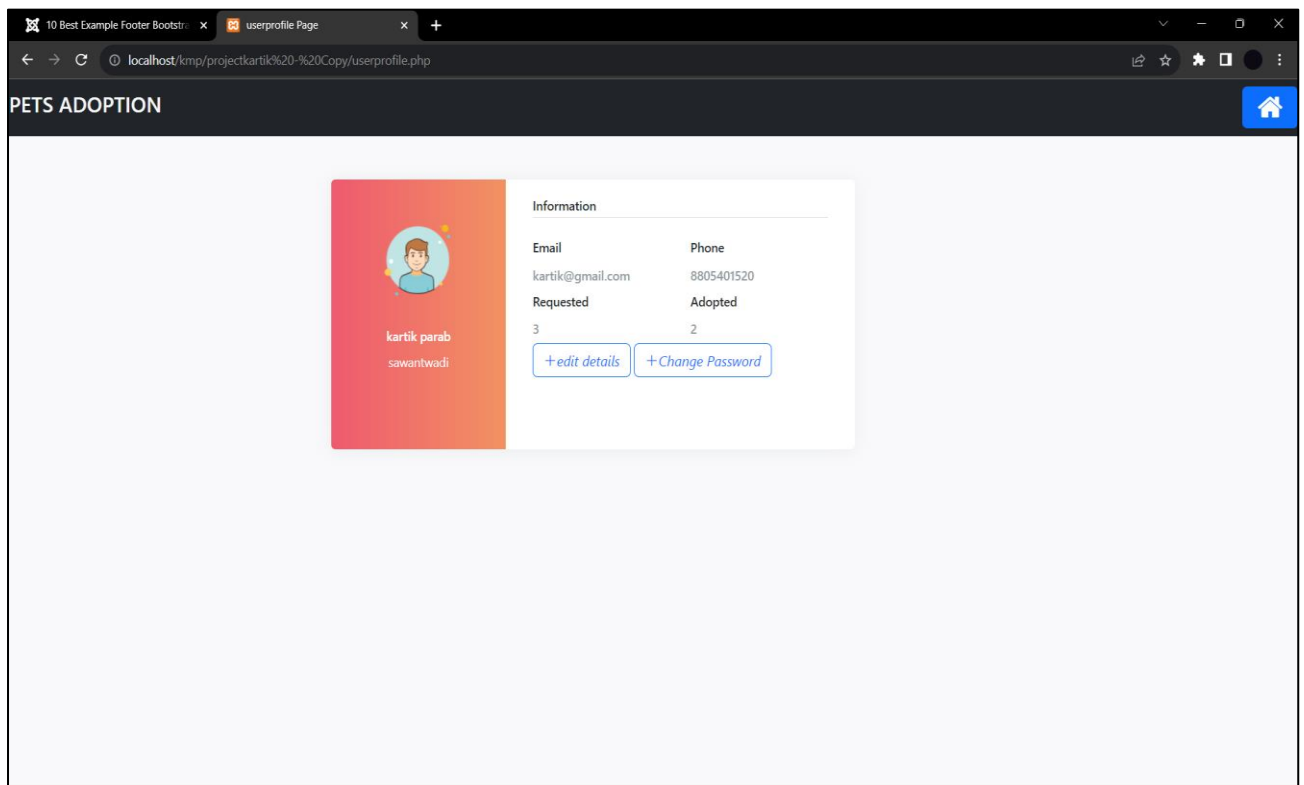 10 Best Example Footer Bootstra
userprofile Page
localhost/kmp/projectkartik%20-%20Copy/userprofile.php
PETS ADOPTION
Information
Email Phone
kartik@gmail.com 8805401520
Requested Adopted
3 2
kartik parab
sawantwadi
+edit details +Change Password